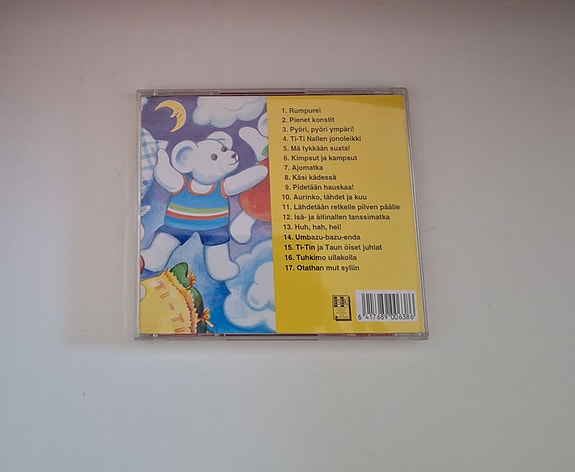 1. Rumpurei
2. Pienet konstit
3. Pyöri, pyöri ympäri!
4. Ti-Ti Nallen jonoleikki
5. Mä tykkään susta!
6. Kimpsut ja kampsut
7. Ajomatka
8. Käsi kädessä
9. Pidetään hauskaa!
10. Aurinko, tähdet ja kuu
11. Lähdetään retkelle pilven päälle
12. Isä- ja äitinallen tanssimatka
13. Huh, hah, hei!
14. Umbazu-bazu-enda
15. Ti-Tin ja Taun öiset juhlat
16. Tuhkimo ullakolla
17. Otathan mut syliin
TI-TI
6 417689 006386